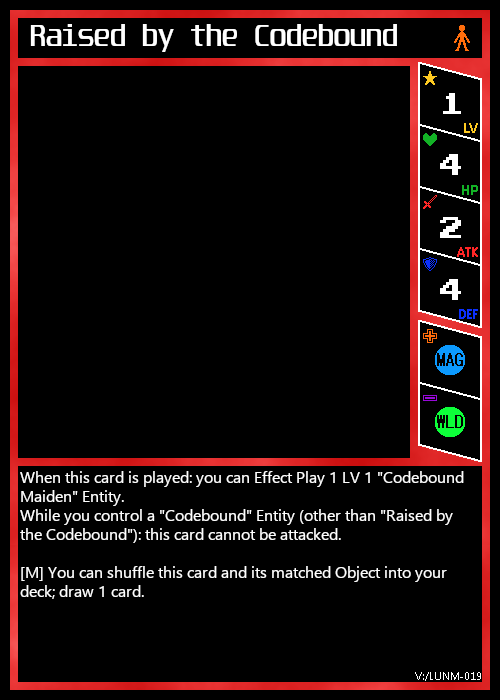 Raised by the Codebound
1
LV
4
HP
2
ATK
4
DEF
MAG
WLD
When this card is played: you can Effect Play 1 LV 1 "Codebound
Maiden" Entity.
While you control a "Codebound" Entity (other than "Raised by
the Codebound"): this card cannot be attacked.
[M] You can shuffle this card and its matched Object into your
deck; draw 1 card.
V:/LUNM-019